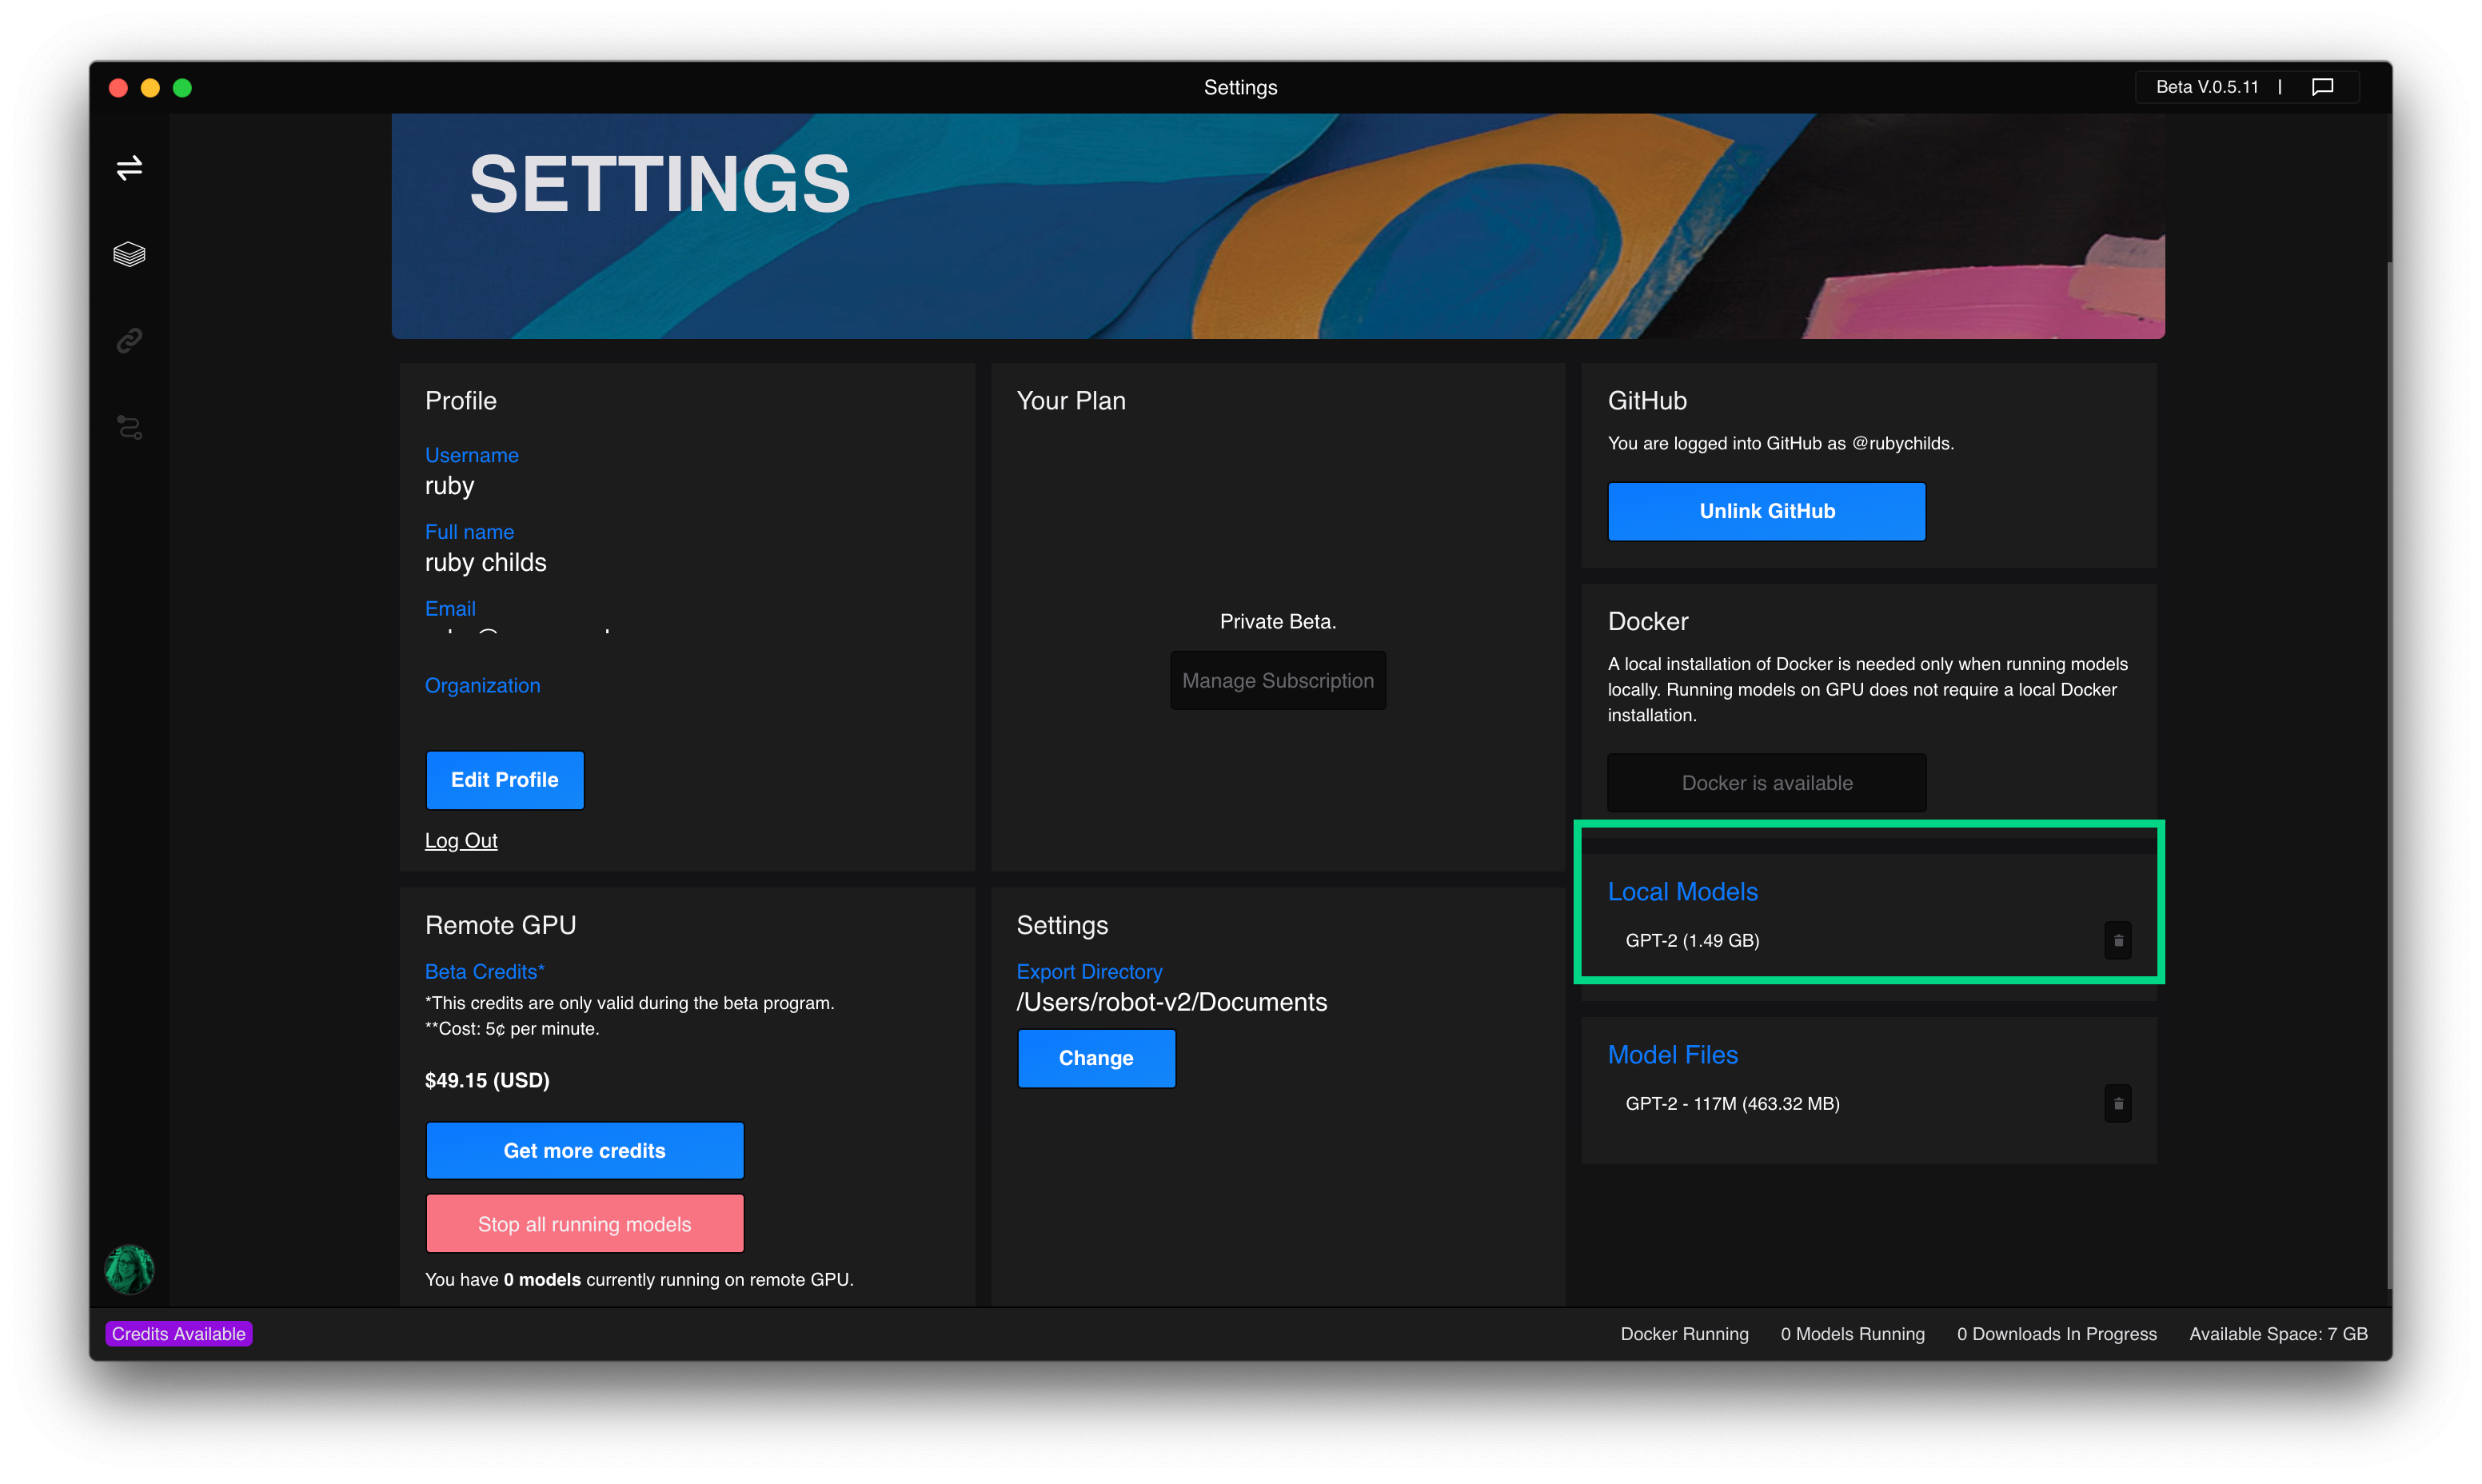 Settings
Beta V.0.5.11 |
SETTINGS
Profile
Username
ruby
Full name
ruby childs
Email
Organization
Edit Profile
Log Out
Your Plan
Private Beta.
Manage Subscription
GitHub
You are logged into GitHub as @rubychilds.
Unlink GitHub
Docker
A local installation of Docker is needed only when running models
locally. Running models on GPU does not require a local Docker
installation.
Docker is available
Local Models
GPT-2 (1.49 GB)
Model Files
GPT-2 - 117M (463.32 MB)
Remote GPU
Beta Credits*
*This credits are only valid during the beta program.
**Cost: 5¢ per minute.
$49.15 (USD)
Get more credits
Stop all running models
You have 0 models currently running on remote GPU.
Settings
Export Directory
/Users/robot-v2/Documents
Change
Credits Available
Docker Running
0 Models Running
0 Downloads In Progress
Available Space: 7 GB